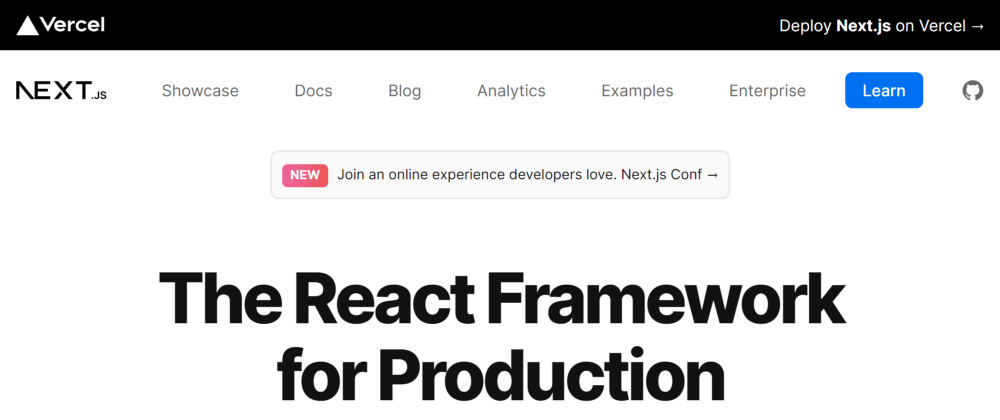 Vercel
Deploy Next.js on Vercel →
NEXT.JS
Showcase
Docs
Blog
Analytics
Examples
Enterprise
Learn
NEW Join an online experience developers love. Next.js Conf →
The React Framework
for Production